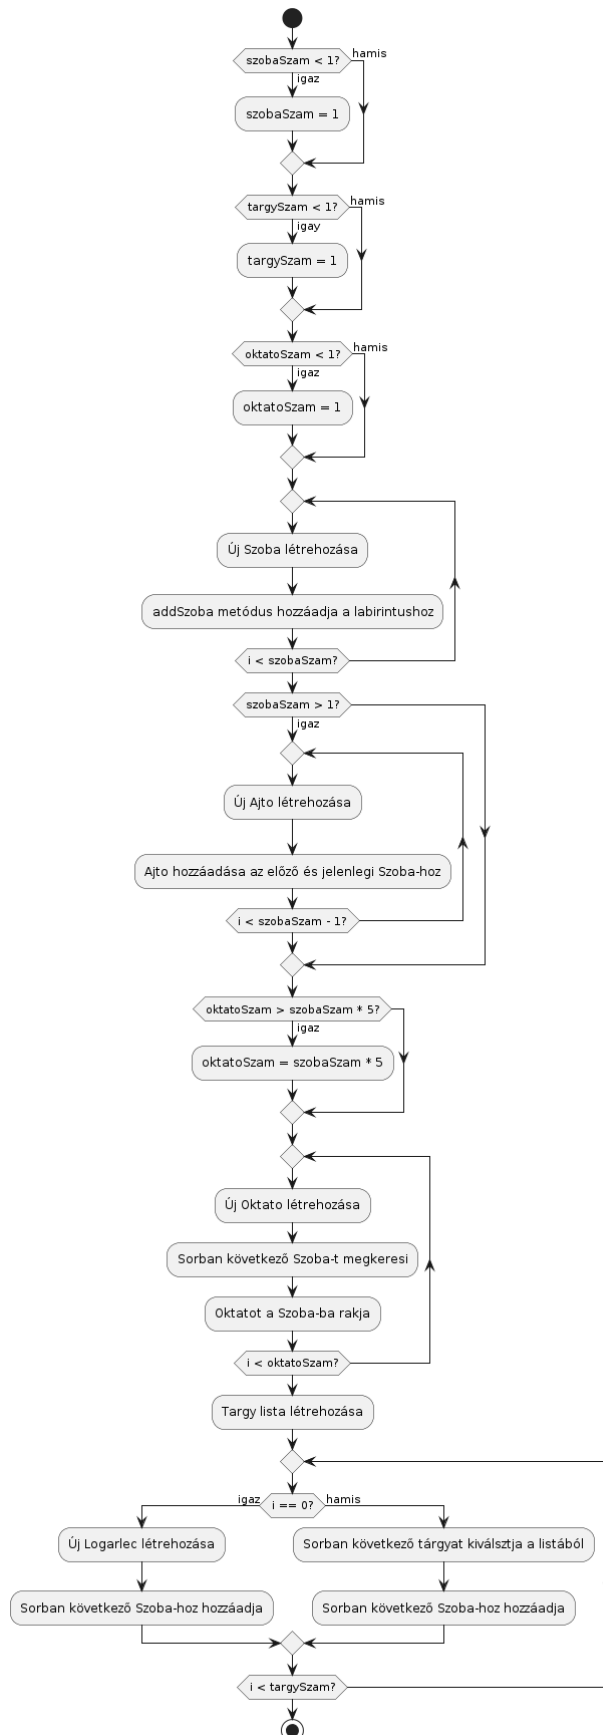 szobaSzam < 1?
hamis
igaz
szobaSzam = 1
targySzam < 1?
hamis
igay
targySzam = 1
oktatoSzam < 1?
hamis
igaz
oktatoSzam = 1
Új Szoba létrehozása
addSzoba metódus hozzáadja a labirintushoz
i < szobaSzam?
szobaSzam > 1?
igaz
Új Ajto létrehozása
Ajto hozzáadása az előző és jelenlegi Szoba-hoz
i < szobaSzam - 1?
oktatoSzam > szobaSzam * 5?
igaz
oktatoSzam = szobaSzam * 5
Új Oktato létrehozása
Sorban következő Szoba-t megkeresi
Oktatot a Szoba-ba rakja
i < oktatoSzam?
Targy lista létrehozása
igaz
i == 0?
hamis
Új Logarlec létrehozása
Sorban következő tárgyat kiválsztja a listából
Sorban következő Szoba-hoz hozzáadja
Sorban következő Szoba-hoz hozzáadja
i < targySzam?